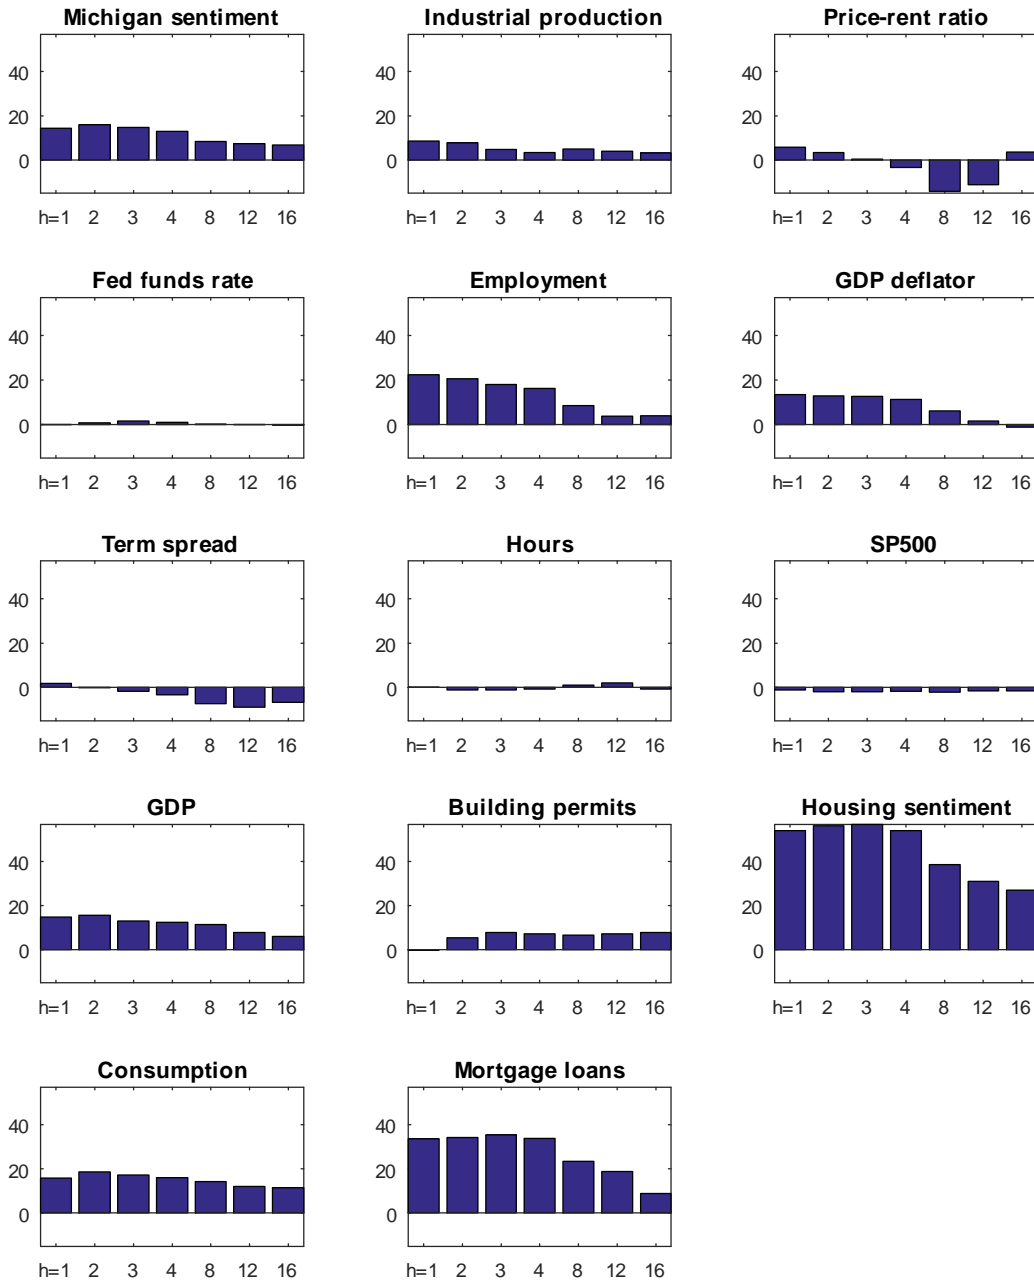 Michigan sentiment
Industrial production
Price-rent ratio
40
20
0
h=1 2 3 4 8 12 16
40
20
0
h=1 2 3 4 8 12 16
40
20
0
h=1 2 3 4 8 12 16
Fed funds rate
Employment
GDP deflator
40
20
0
h=1 2 3 4 8 12 16
40
20
0
h=1 2 3 4 8 12 16
40
20
0
h=1 2 3 4 8 12 16
Term spread
Hours
SP500
40
20
0
h=1 2 3 4 8 12 16
40
20
0
h=1 2 3 4 8 12 16
40
20
0
h=1 2 3 4 8 12 16
GDP
Building permits
Housing sentiment
40
20
0
h=1 2 3 4 8 12 16
40
20
0
h=1 2 3 4 8 12 16
40
20
0
h=1 2 3 4 8 12 16
Consumption
Mortgage loans
40
20
0
h=1 2 3 4 8 12 16
40
20
0
h=1 2 3 4 8 12 16